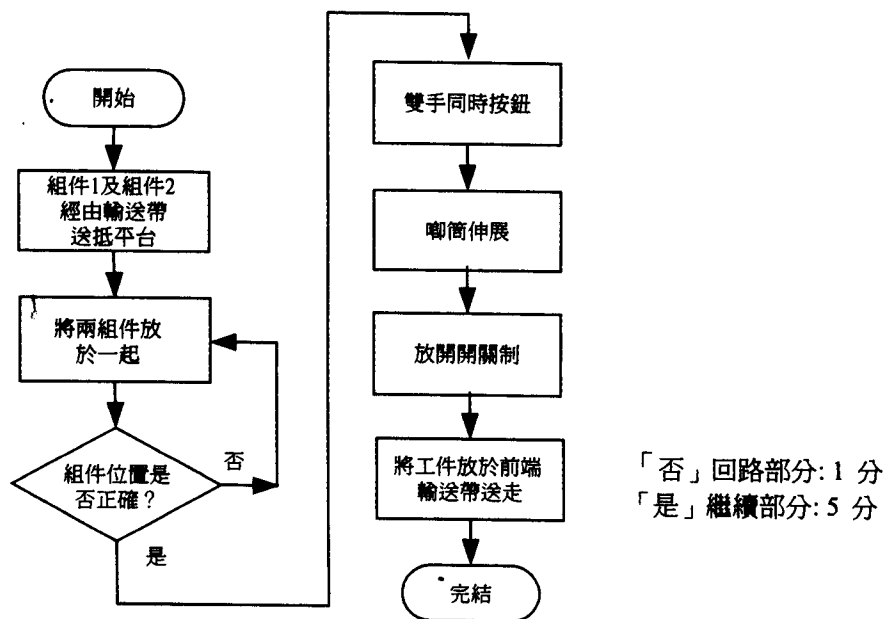 開始
組件1及組件2
經由輸送帶
送抵平台
將兩組件放
於一起
組件位置是
否正確?
否
是
雙手同時按鈕
唧筒伸展
放開開關制
將工件放於前端
輸送帶送走
完結
「否」回路部分: 1 分
「是」繼續部分: 5 分